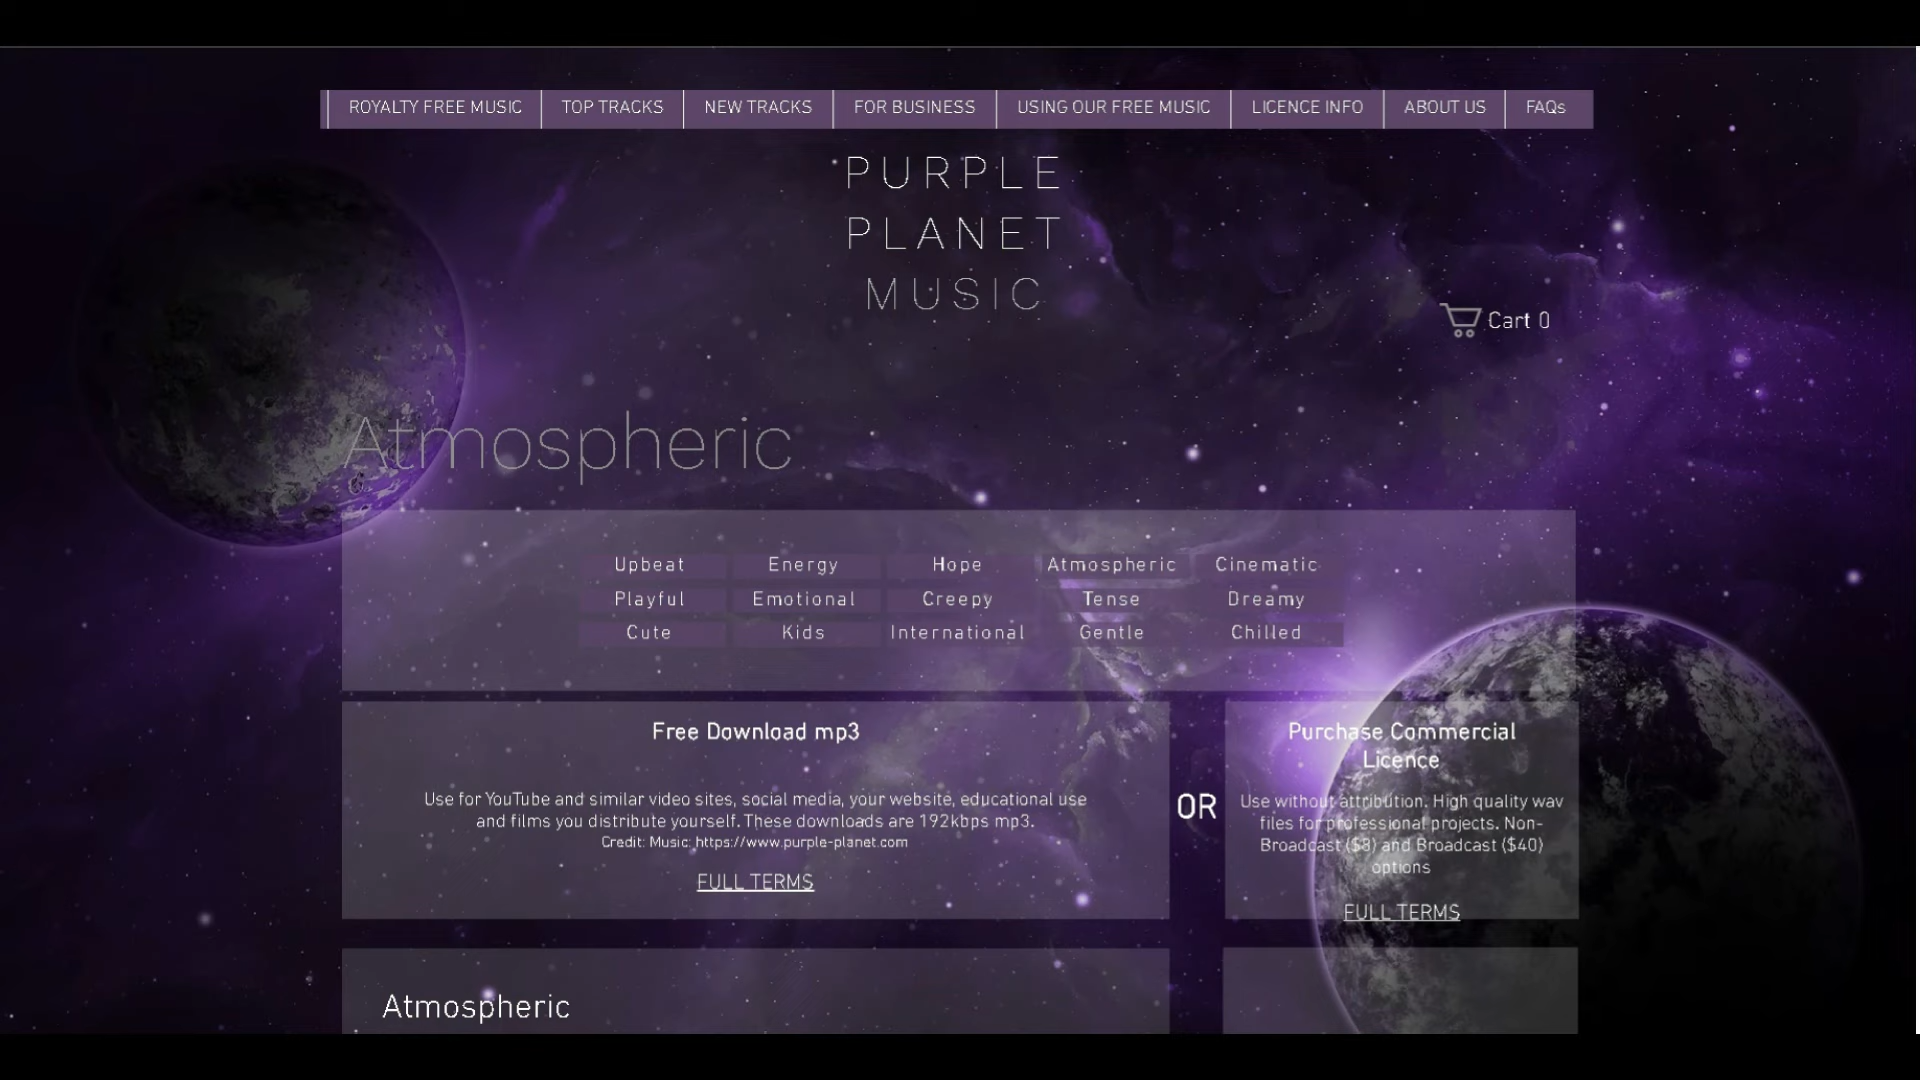 ROYALTY FREE MUSIC TOP TRACKS NEW TRACKS FOR BUSINESS USING OUR FREE MUSIC LICENCE INFO ABOUT US FAQs
PURPLE
PLANET
MUSIC
Cart 0
Atmospheric
Upbeat Energy Hope Atmospheric Cinematic
Playful Emotional Creepy Tense Dreamy
Cute Kids International Gentle Chilled
Free Download mp3
Use for YouTube and similar video sites, social media, your website, educational use
and films you distribute yourself. These downloads are 192kbps mp3.
Credit: Music: https://www.purple-planet.com
FULL TERMS
OR
Purchase Commercial
Licence
Use without attribution. High quality wav
files for professional projects. Non-
Broadcast ($8) and Broadcast ($40)
options
FULL TERMS
Atmospheric